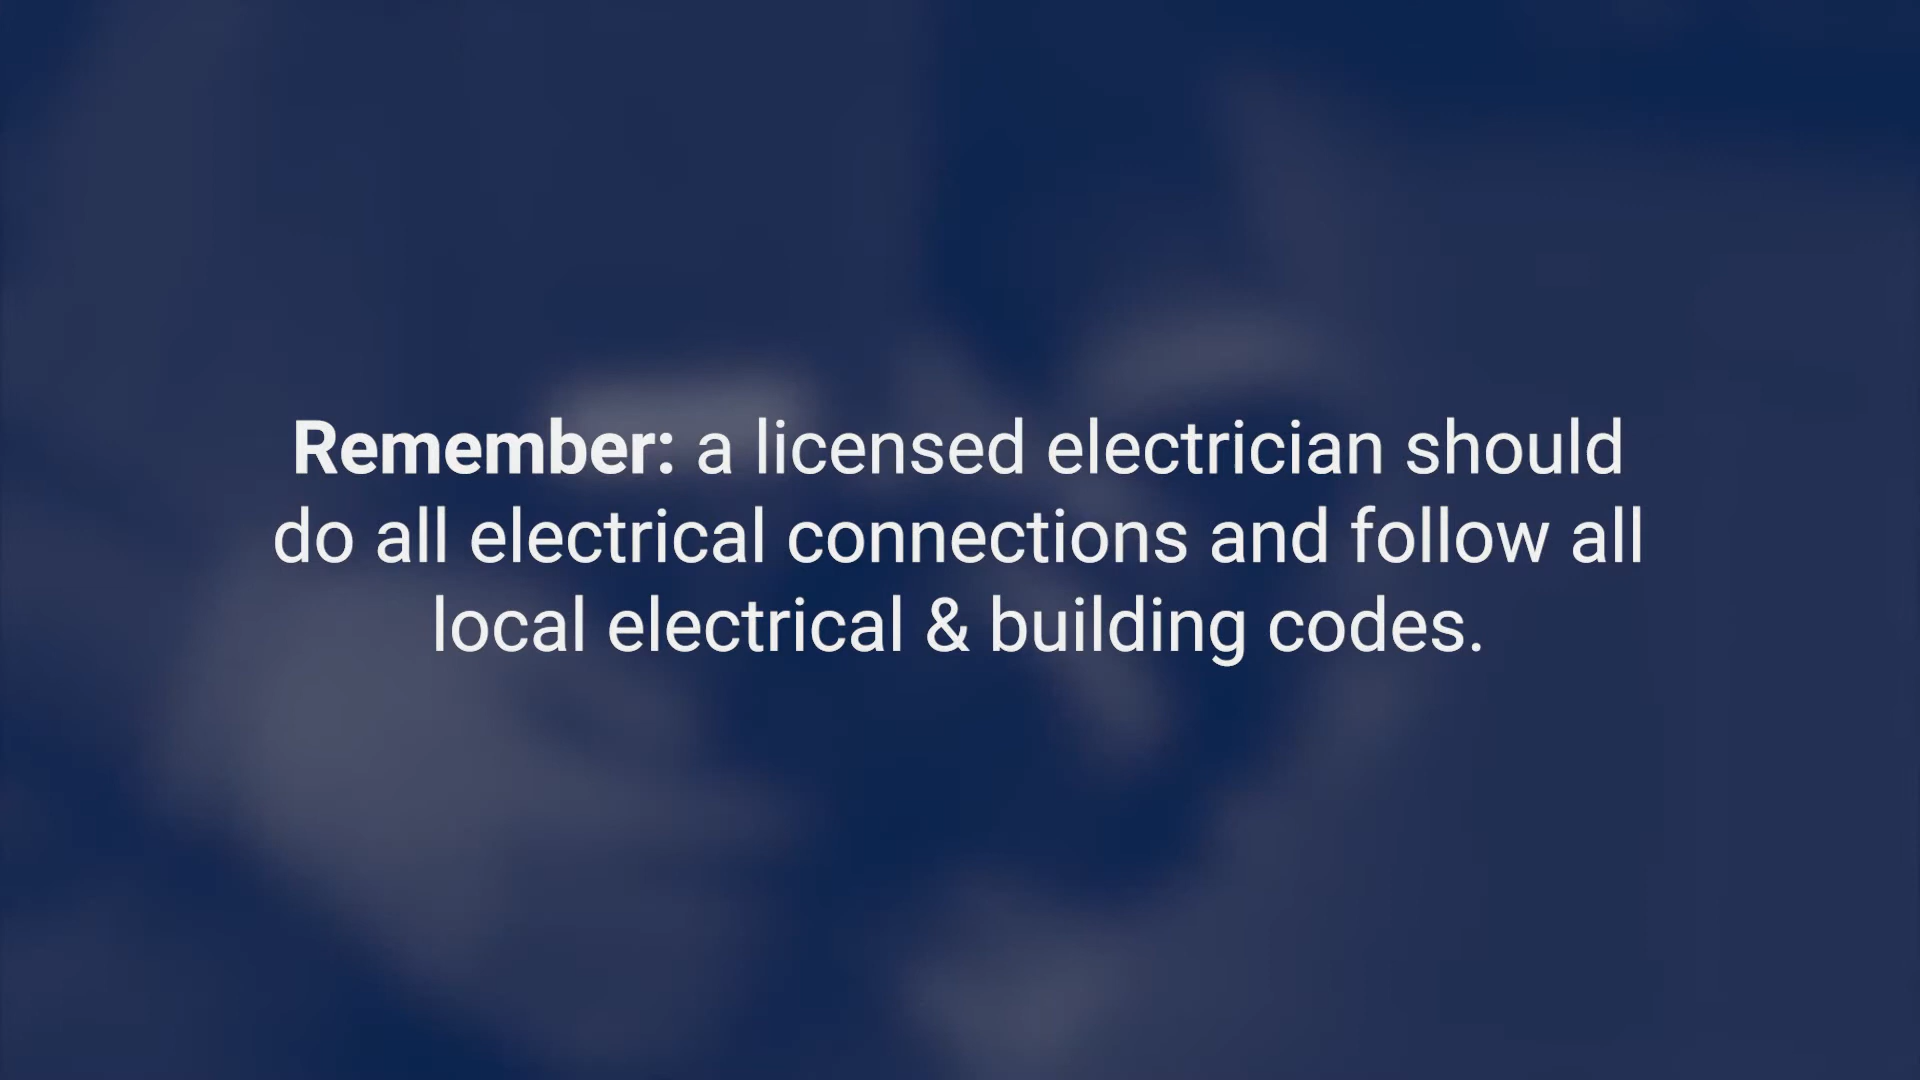 Remember: a licensed electrician should
do all electrical connections and follow all
local electrical & building codes.